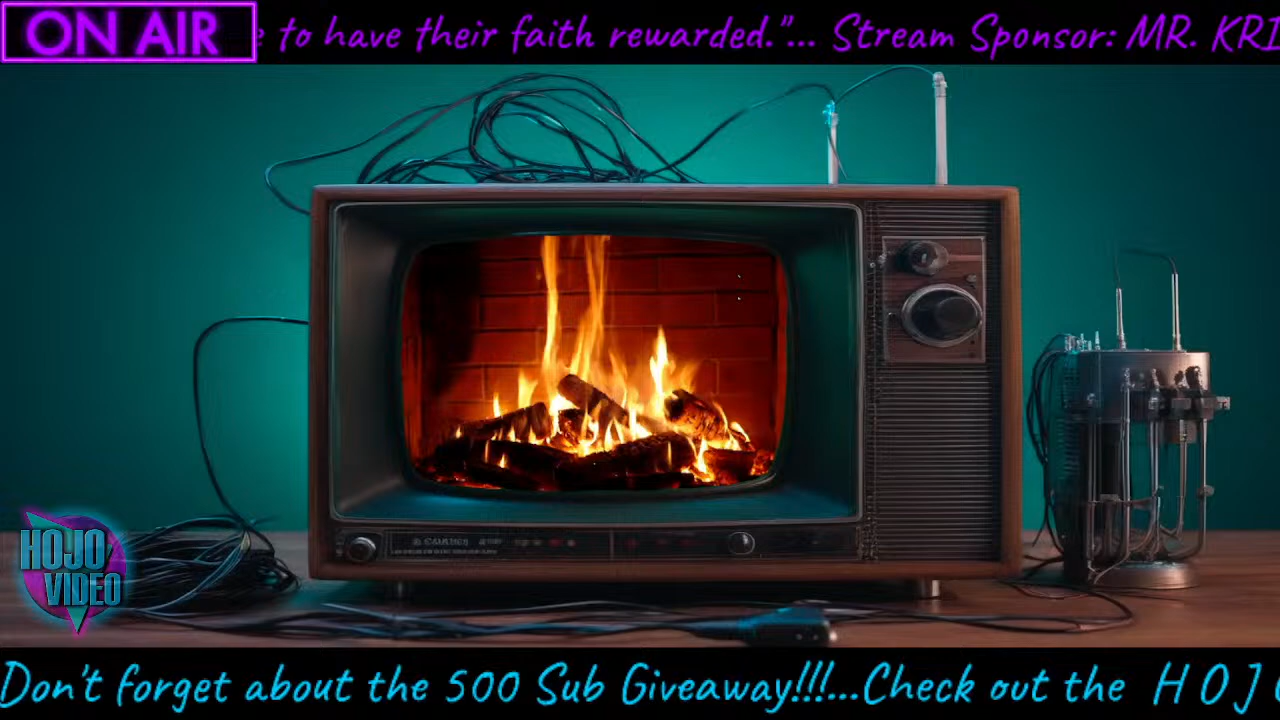 ON AIR
e to have their faith rewarded."... Stream Sponsor: MR. KRI
HOJO
VIDEO
Don't forget about the 500 Sub Giveaway!!!...Check out the H O J